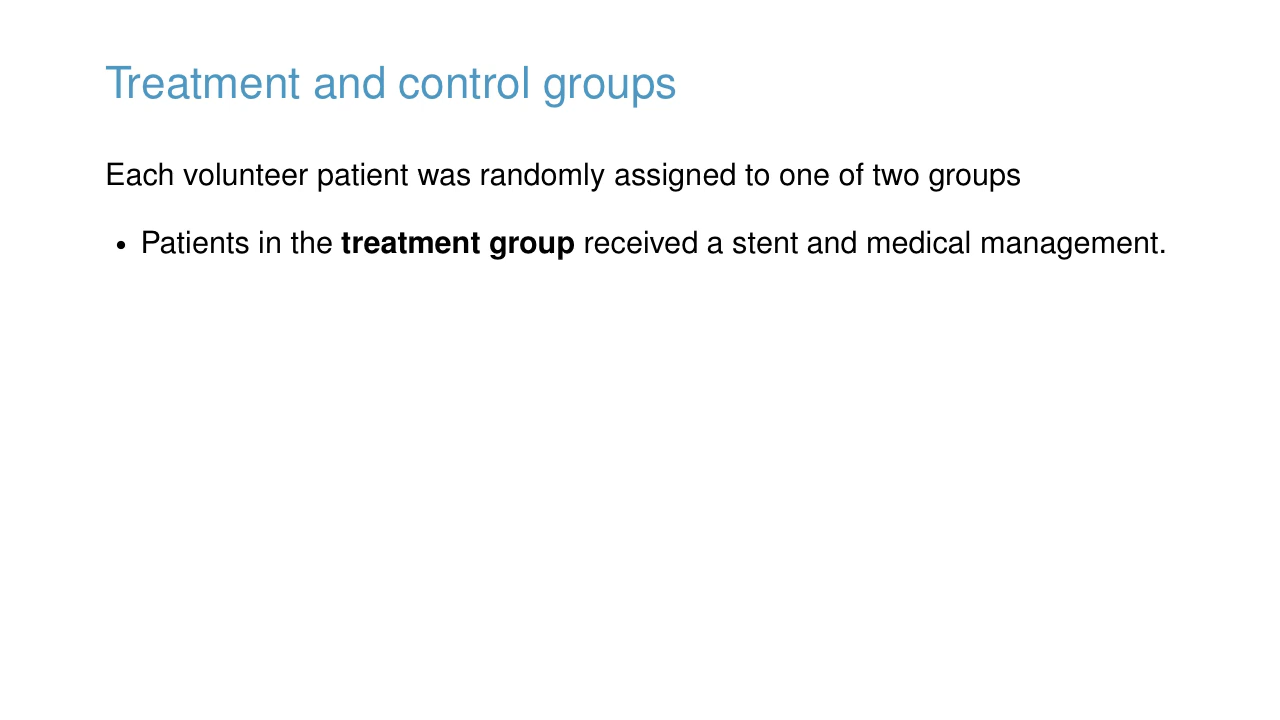 Treatment and control groups
Each volunteer patient was randomly assigned to one of two groups
• Patients in the treatment group received a stent and medical management.